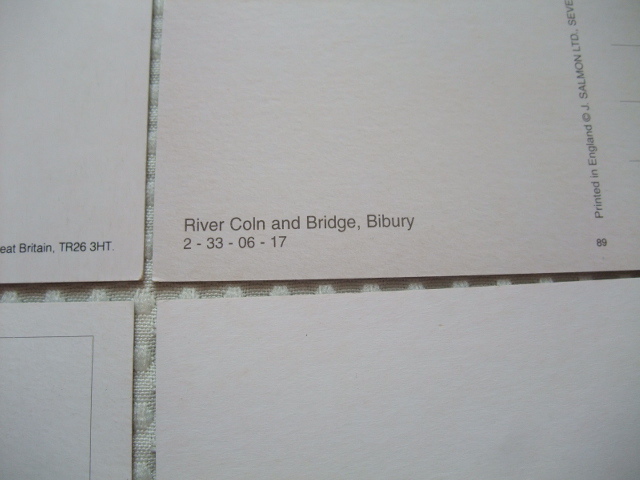 River Coln and Bridge, Bibury
2 - 33 - 06 - 17
Printed in England © J. SALMON LTD., SEVE
89
eat Britain, TR26 3HT.